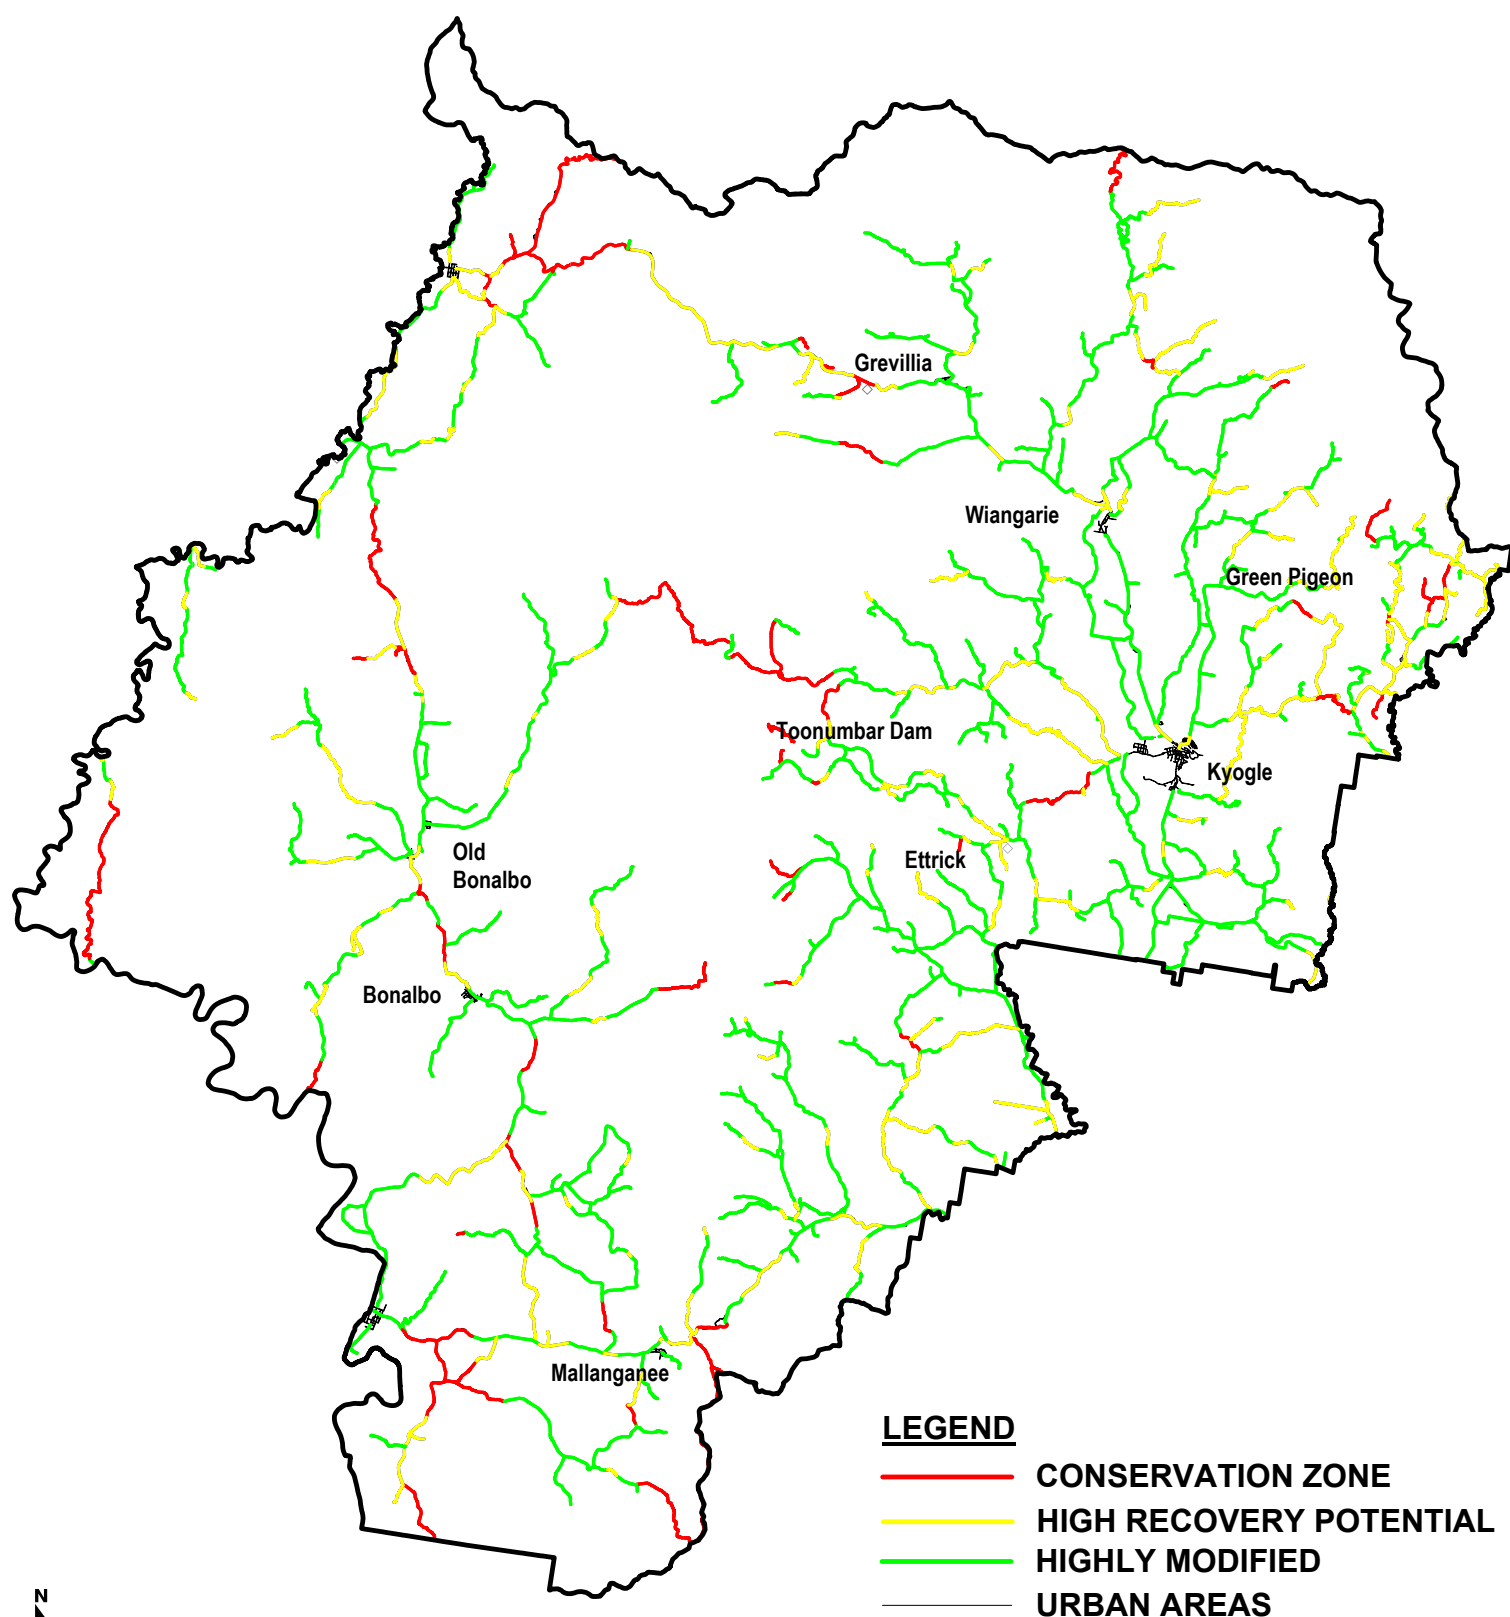 Grevillia
Wiangarie
Green Pigeon
Toonumbar Dam
Kyogle
Old
Bonalbo
Ettrick
Bonalbo
Mallanganee
LEGEND
CONSERVATION ZONE
HIGH RECOVERY POTENTIAL
HIGHLY MODIFIED
URBAN AREAS
N